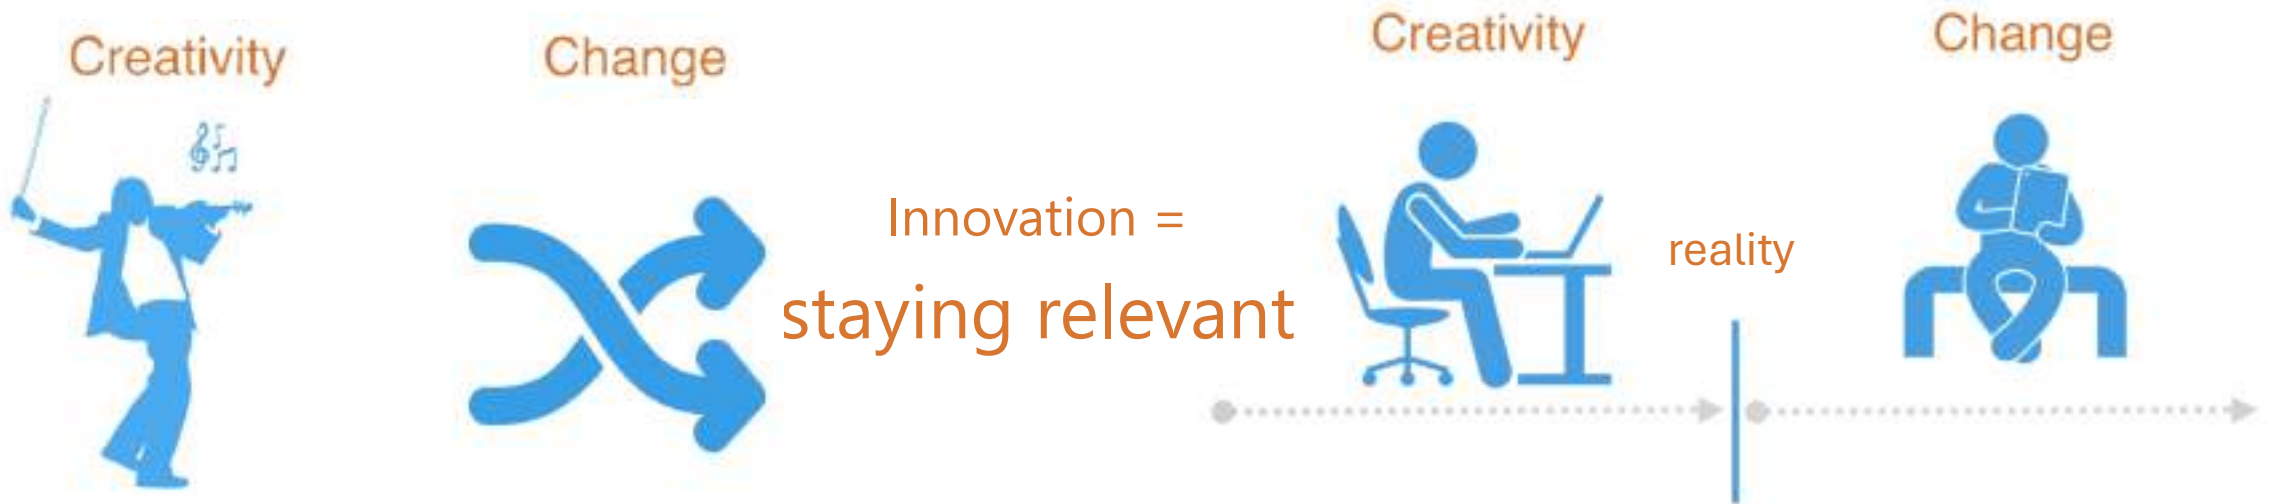 Creativity
Change
Innovation =
staying relevant
Creativity
reality
Change